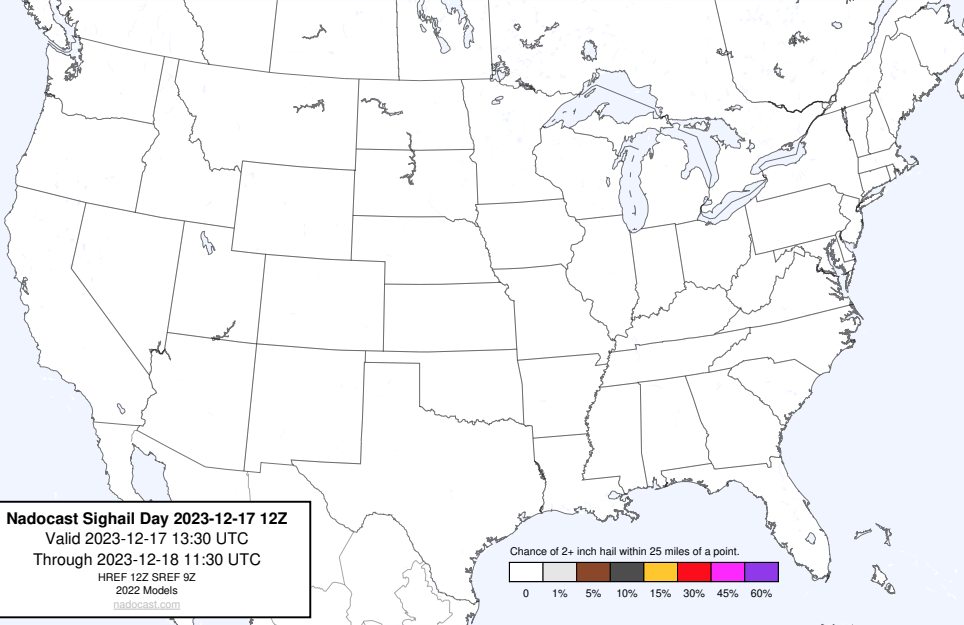 Nadocast Sighail Day 2023-12-17 12Z
Valid 2023-12-17 13:30 UTC
Through 2023-12-18 11:30 UTC
HREF 12Z SREF 9Z
2022 Models
nadocast.com
Chance of 2+ inch hail within 25 miles of a point.
0 1% 5% 10% 15% 30% 45% 60%